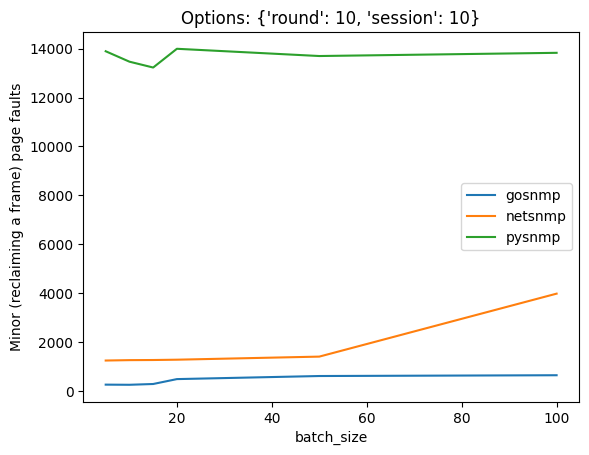 Options: {'round': 10, 'session': 10}
Minor (reclaiming a frame) page faults
14000
12000
10000
8000
6000
4000
2000
0
gosnmp
netsnmp
pysnmp
20 40 60 80 100
batch_size